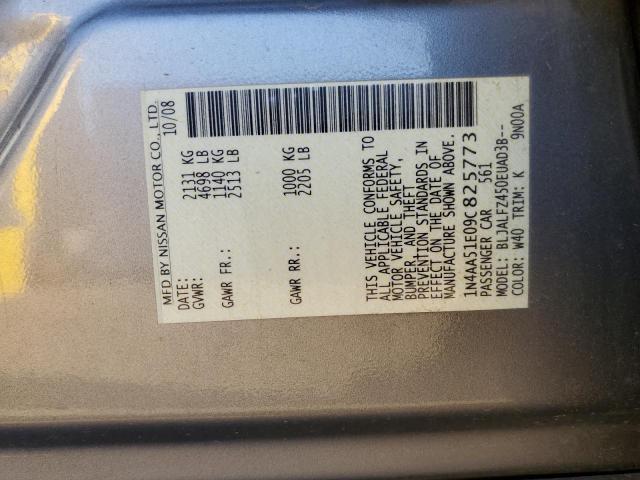 MFD BY NISSAN MOTOR CO., LTD.
DATE: 10/08
GVWR: 2131 KG
4698 LB
GAWR FR.: 1140 KG
2513 LB
GAWR RR.: 1000 KG
2205 LB
THIS VEHICLE CONFORMS TO
ALL APPLICABLE FEDERAL
MOTOR VEHICLE SAFETY,
BUMPER, AND THEFT
PREVENTION STANDARDS IN
EFFECT ON THE DATE OF
MANUFACTURE SHOWN ABOVE.
1N4AA51E09C825773
PASSENGER CAR 561
MODEL: BLJALFZ450EUAD3B--
COLOR: W40 TRIM: K 9N00A